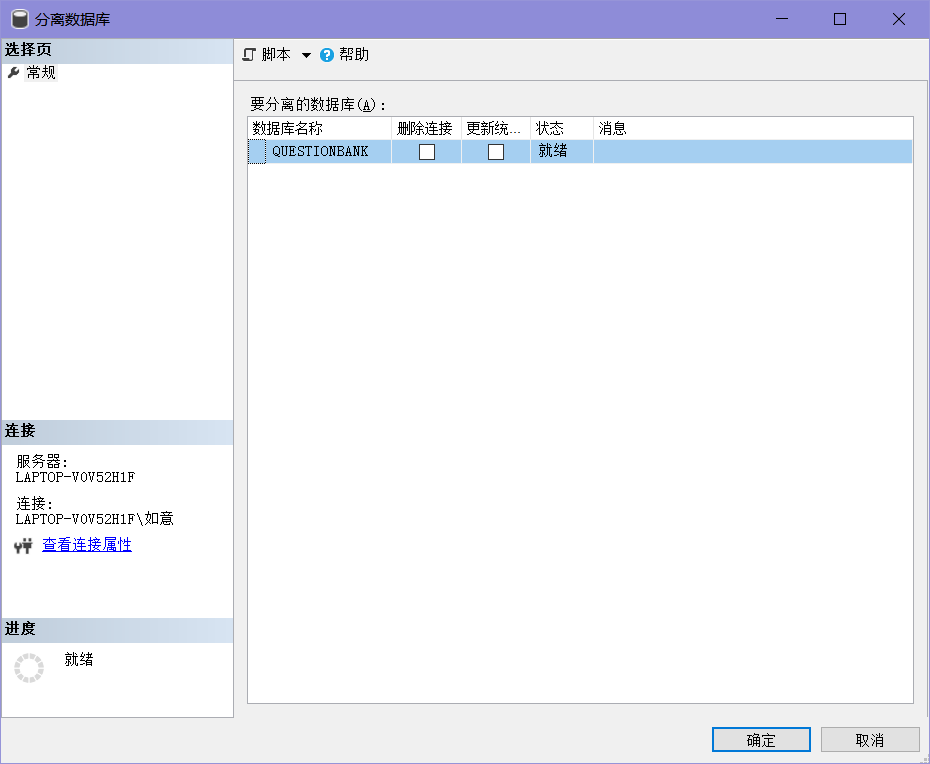 分离数据库
选择页
常规
脚本 帮助
要分离的数据库(A):
数据库名称 删除连接 更新统... 状态 消息
QUESTIONBANK 就绪
连接
服务器:
LAPTOP-V0V52H1F
连接:
LAPTOP-V0V52H1F\如意
查看连接属性
进度
就绪
确定 取消